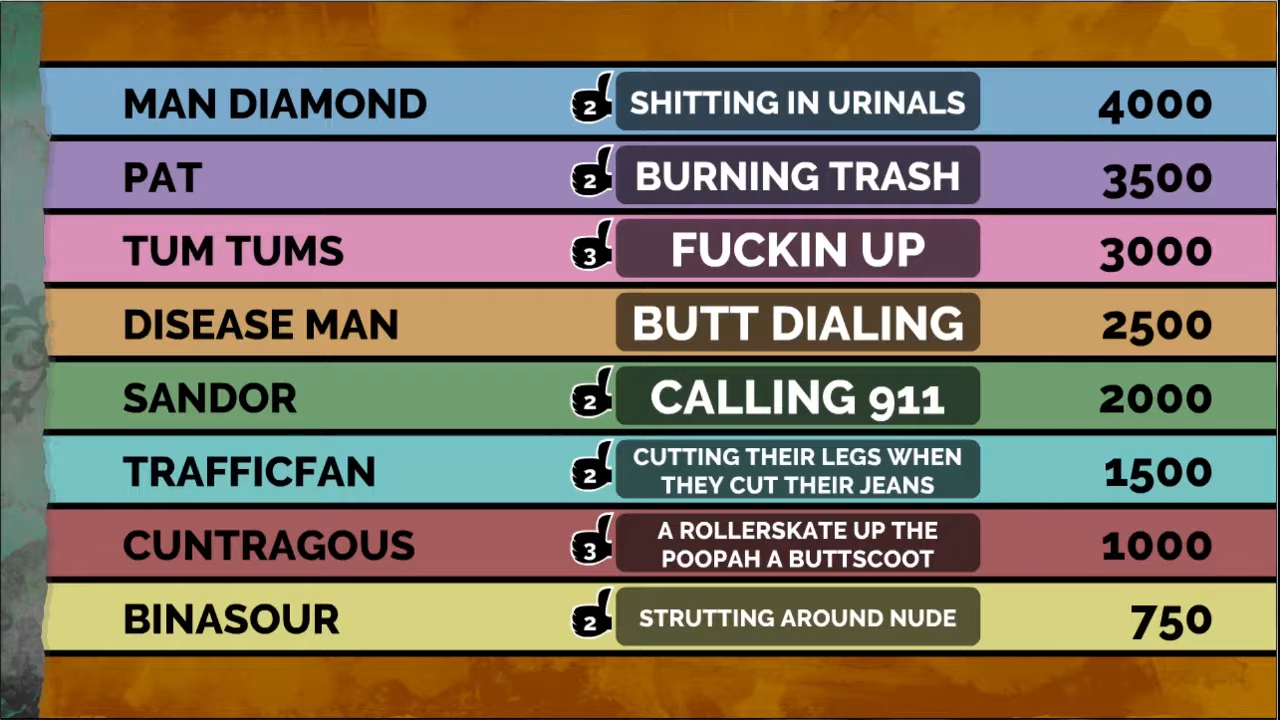 MAN DIAMOND 2 SHITTING IN URINALS 4000
PAT 2 BURNING TRASH 3500
TUM TUMS 3 FUCKIN UP 3000
DISEASE MAN BUTT DIALING 2500
SANDOR 2 CALLING 911 2000
TRAFFICFAN 2 CUTTING THEIR LEGS WHEN
THEY CUT THEIR JEANS 1500
CUNTRAGOUS 3 A ROLLERSKATE UP THE
POOPAH A BUTTSCOOT 1000
BINASOUR 2 STRUTTING AROUND NUDE 750